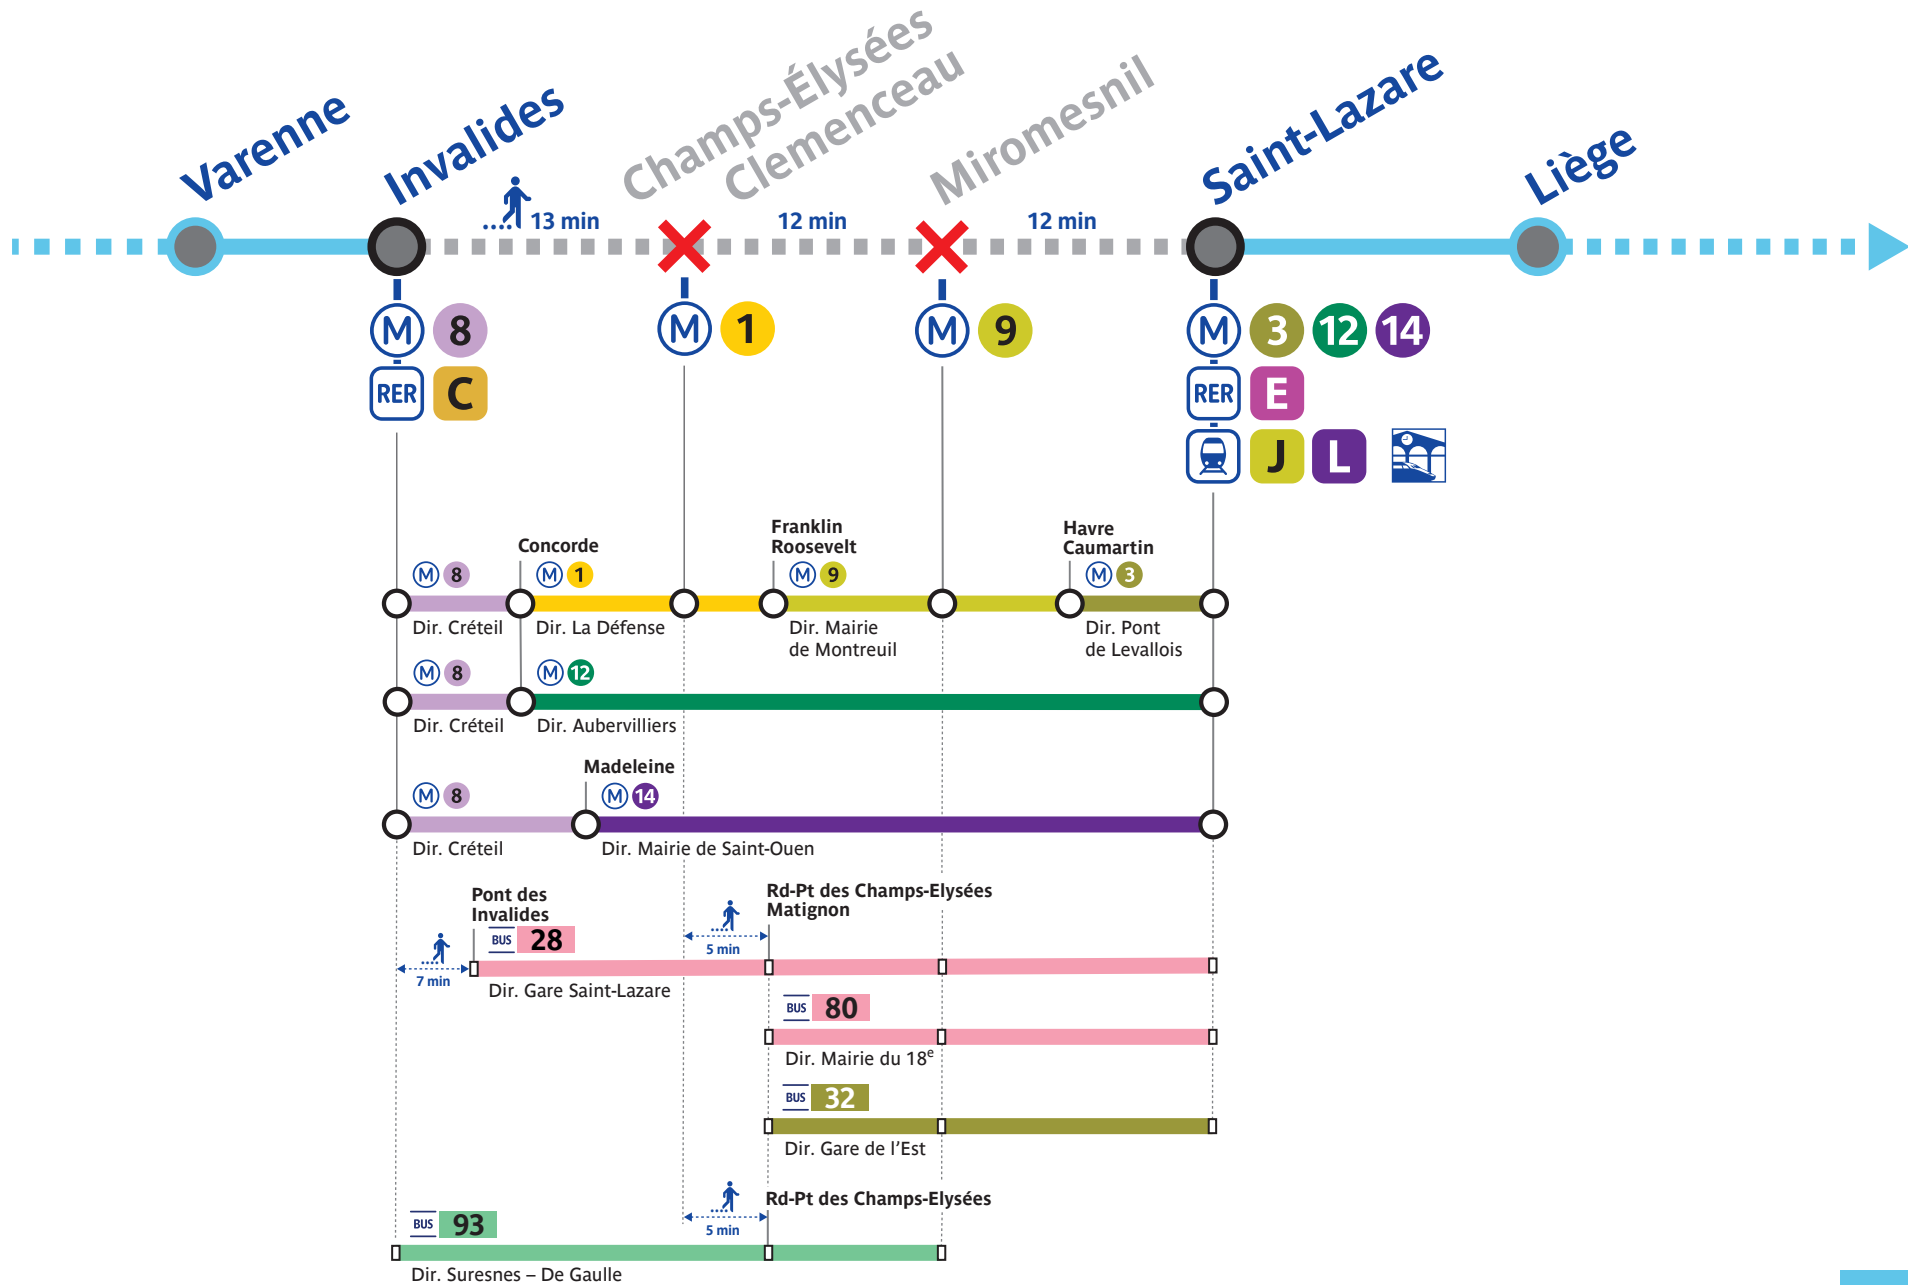 Varenne
Invalides
Champs-Élysées
Clemenceau
Miromesnil
Saint-Lazare
Liège
13 min
12 min
12 min
M 8
M 1
M 9
M 3 12 14
RER C
RER E
J L
Concorde
Franklin
Roosevelt
Havre
Caumartin
M 8
M 1
M 9
M 3
Dir. Créteil
Dir. La Défense
Dir. Mairie
de Montreuil
Dir. Pont
de Levallois
M 8
M 12
Dir. Créteil
Dir. Aubervilliers
Madeleine
M 8
M 14
Dir. Créteil
Dir. Mairie de Saint-Ouen
Pont des
Invalides
Rd-Pt des Champs-Elysées
Matignon
BUS 28
7 min
5 min
Dir. Gare Saint-Lazare
BUS 80
Dir. Mairie du 18e
BUS 32
Dir. Gare de l'Est
Rd-Pt des Champs-Elysées
5 min
BUS 93
Dir. Suresnes – De Gaulle